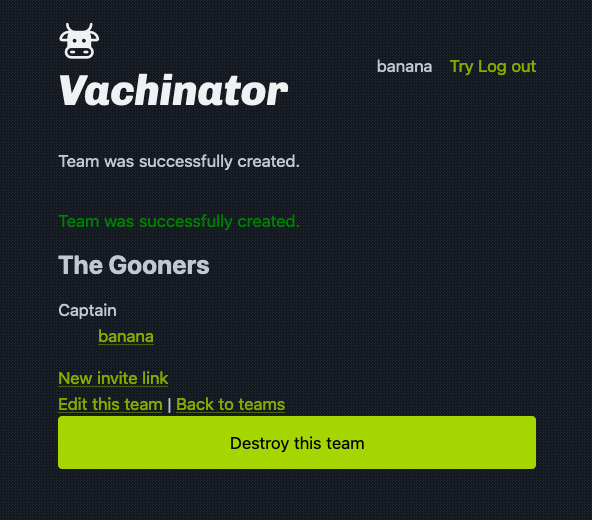 Vachinator
banana Try Log out
Team was successfully created.
Team was successfully created.
The Gooners
Captain
banana
New invite link
Edit this team | Back to teams
Destroy this team